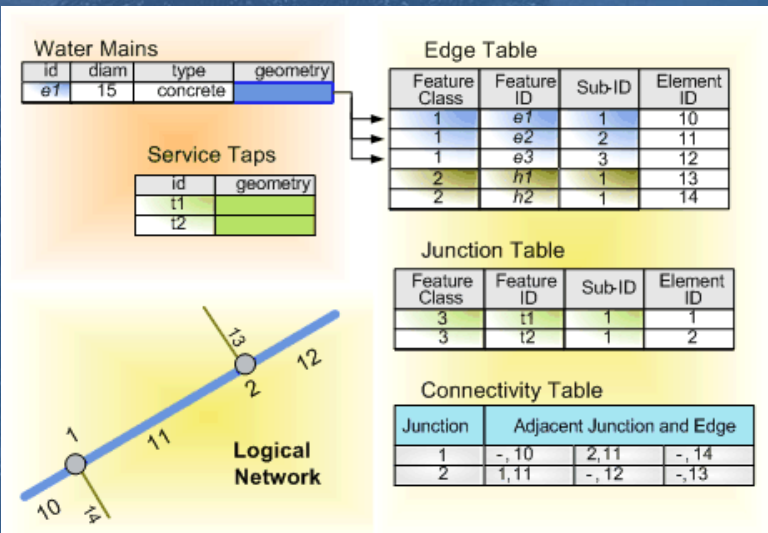 Water Mains
id diam type geometry
e1 15 concrete
Service Taps
id geometry
t1
t2
Edge Table
Feature Class Feature ID Sub-ID Element ID
1 e1 1 10
1 e2 2 11
1 e3 3 12
2 h1 1 13
2 h2 1 14
Junction Table
Feature Class Feature ID Sub-ID Element ID
3 t1 1 1
3 t2 1 2
Connectivity Table
Junction Adjacent Junction and Edge
1 -, 10 2,11 -, 14
2 1,11 -, 12 -,13
13
12
2
1
11
10
14
Logical
Network